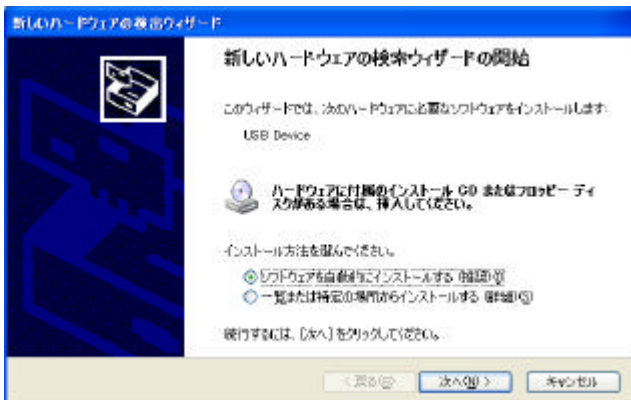 新しいハードウェアの検出ウィザード
新しいハードウェアの検索ウィザードの開始
このウィザードでは、次のハードウェアに必要なソフトウェアをインストールします:
USB Device
ハードウェアに付属のインストール CD またはフロッピー ディ
スクがある場合は、挿入してください。
インストール方法を選んでください。
ソフトウェアを自動的にインストールする (推奨)(I)
一覧または特定の場所からインストールする (詳細)(S)
続行するには、[次へ] をクリックしてください。
< 戻る(B)
次へ(N) >
キャンセル